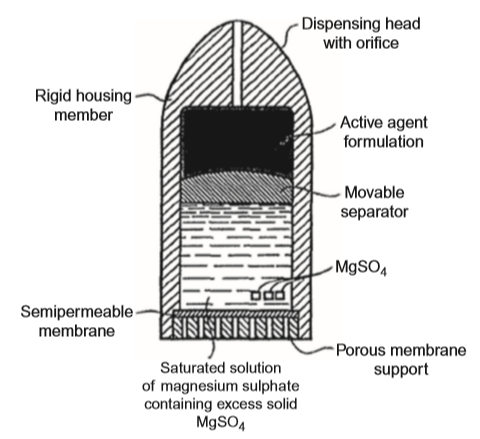 Dispensing head
with orifice
Rigid housing
member
Active agent
formulation
Movable
separator
MgSO₄
Semipermeable
membrane
Porous membrane
support
Saturated solution
of magnesium sulphate
containing excess solid
MgSO₄